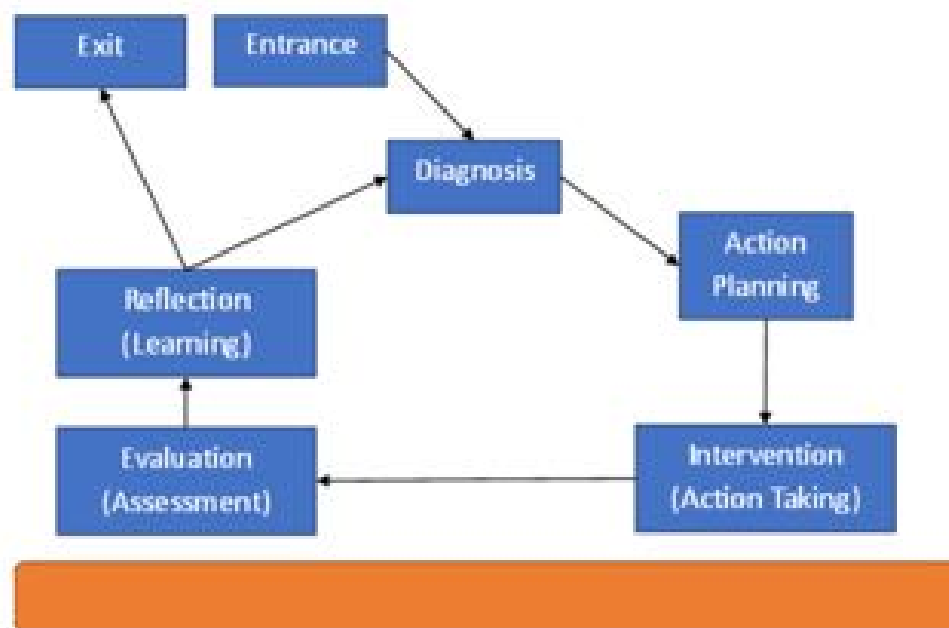 Exit
Entrance
Diagnosis
Action
Planning
Reflection
(Learning)
Evaluation
(Assessment)
Intervention
(Action Taking)